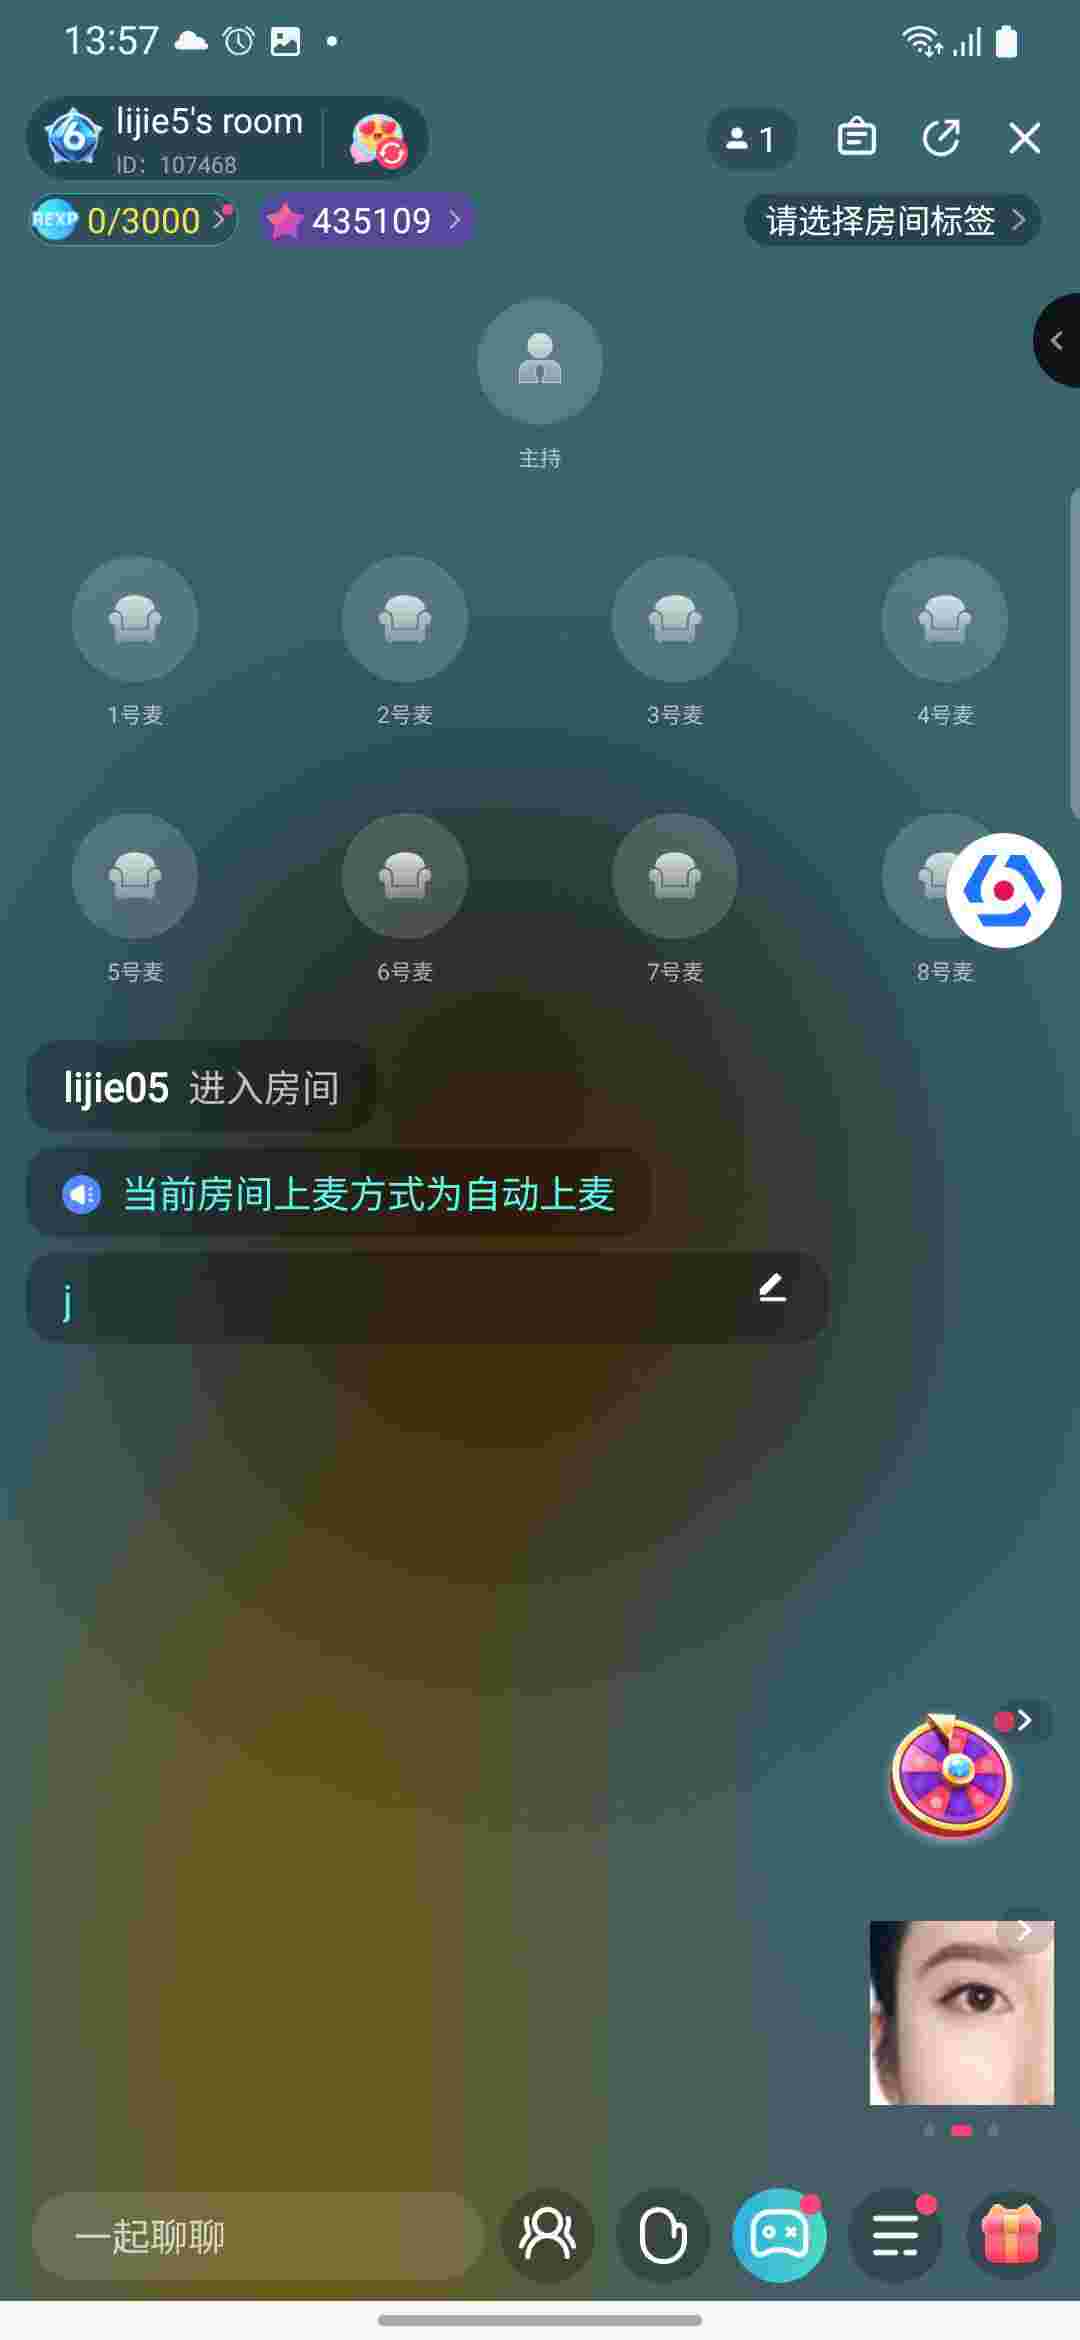 13:57
lijie5's room
1
ID: 107468
REXP 0/3000
435109
请选择房间标签
主持
1号麦
2号麦
3号麦
4号麦
5号麦
6号麦
7号麦
8号麦
lijie05 进入房间
当前房间上麦方式为自动上麦
j
一起聊聊